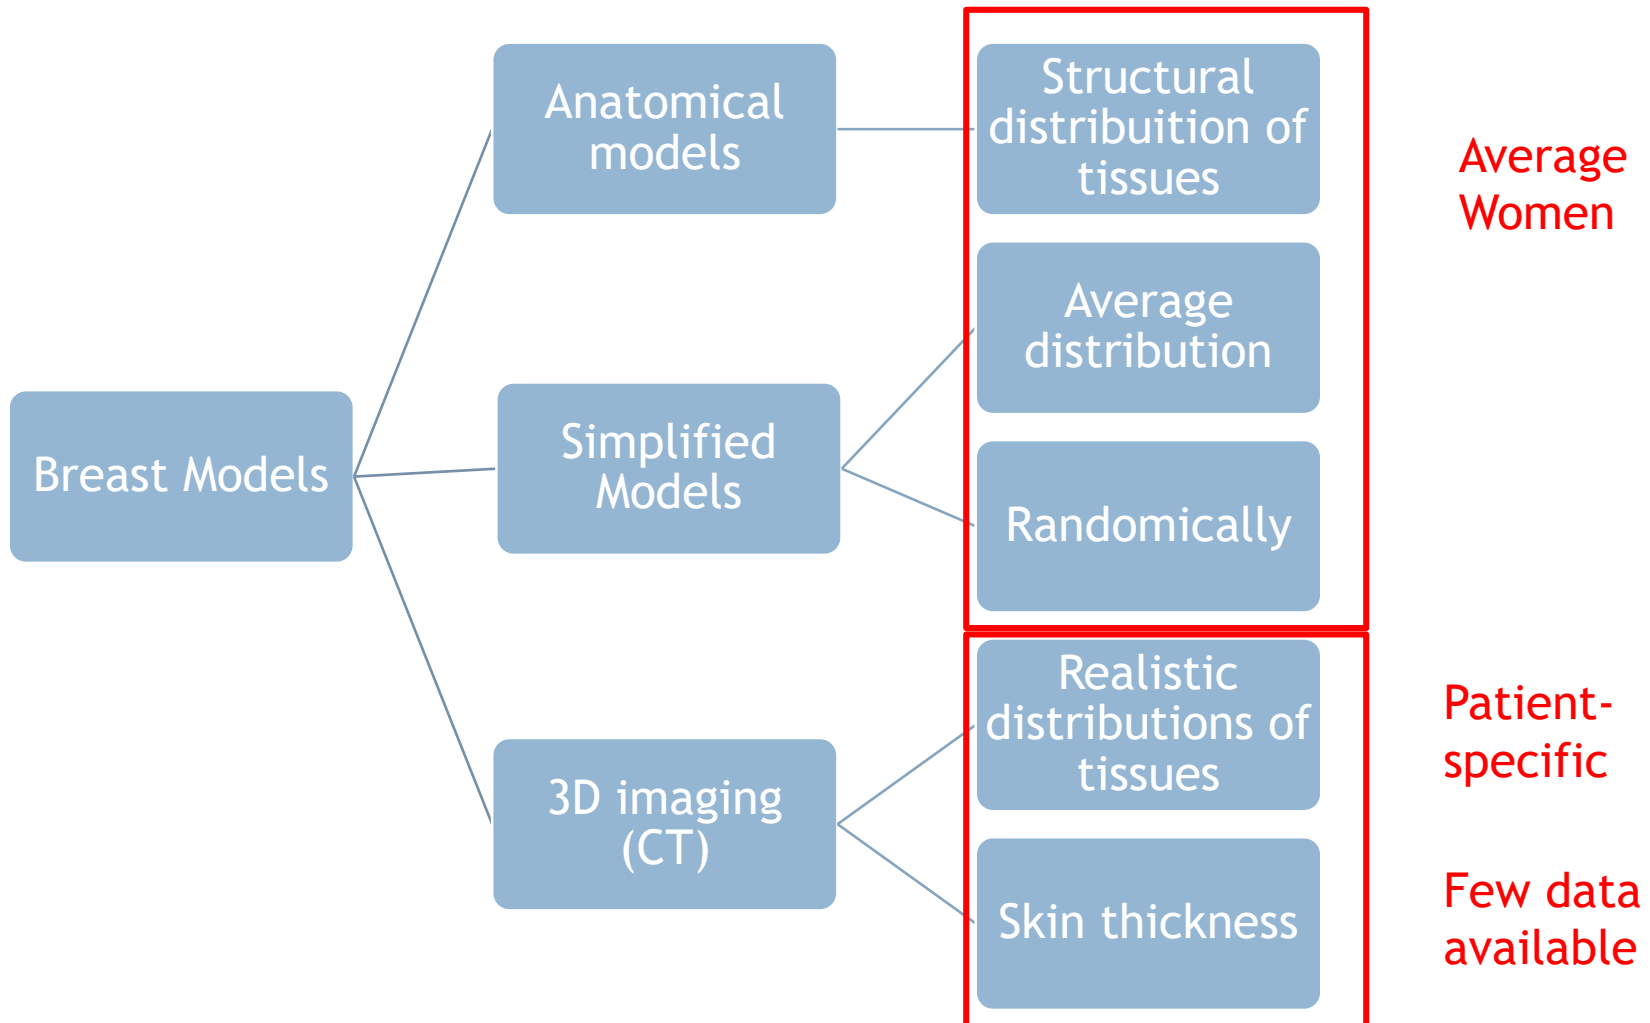 Breast Models
Anatomical
models
Simplified
Models
3D imaging
(CT)
Structural
distribuition of
tissues
Average
distribution
Randomically
Realistic
distributions of
tissues
Skin thickness
Average
Women
Patient-
specific
Few data
available